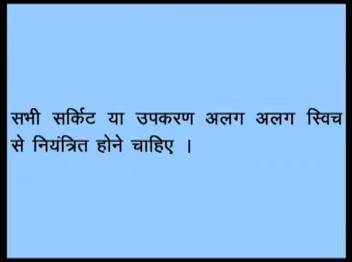 सभी सर्किट या उपकरण अलग अलग स्विच
से नियंत्रित होने चाहिए ।